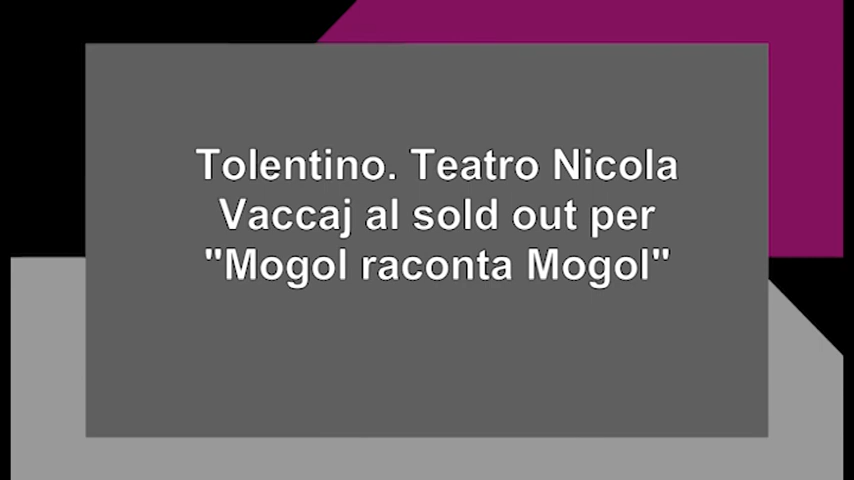 Tolentino. Teatro Nicola
Vaccaj al sold out per
"Mogol raconta Mogol"